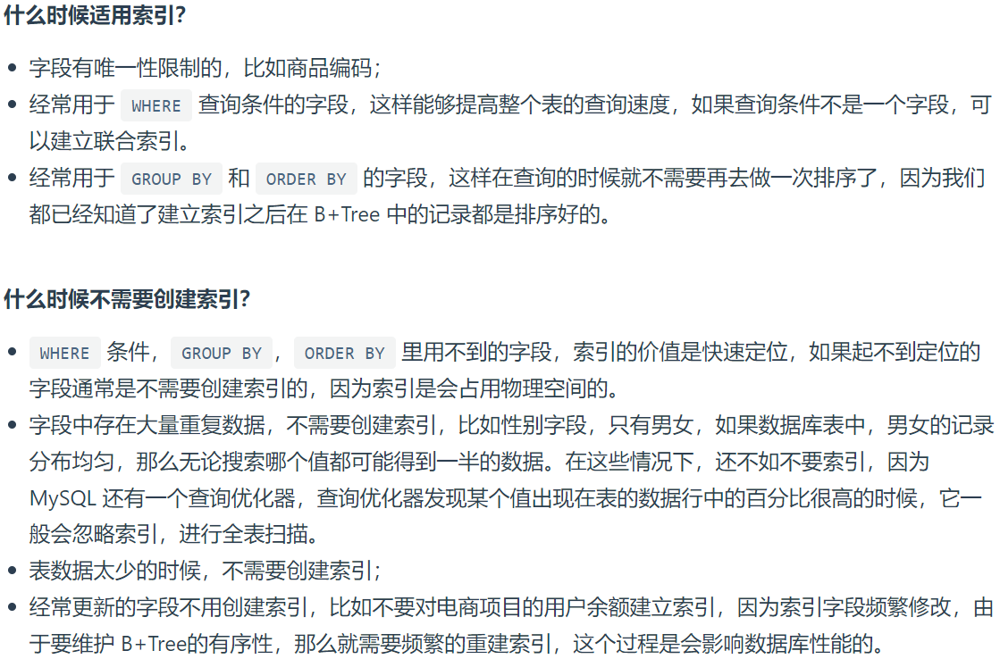 什么时候适用索引？
字段有唯一性限制的，比如商品编码；
经常用于 WHERE 查询条件的字段，这样能够提高整个表的查询速度，如果查询条件不是一个字段，可
以建立联合索引。
经常用于 GROUP BY 和 ORDER BY 的字段，这样在查询的时候就不需要再去做一次排序了，因为我们
都已经知道了建立索引之后在 B+Tree 中的记录都是排序好的。
什么时候不需要创建索引？
WHERE 条件，GROUP BY，ORDER BY 里用不到的字段，索引的价值是快速定位，如果起不到定位的
字段通常是不需要创建索引的，因为索引是会占用物理空间的。
字段中存在大量重复数据，不需要创建索引，比如性别字段，只有男女，如果数据库表中，男女的记录
分布均匀，那么无论搜索哪个值都可能得到一半的数据。在这些情况下，还不如不要索引，因为
MySQL 还有一个查询优化器，查询优化器发现某个值出现在表的数据行中的百分比很高的时候，它一
般会忽略索引，进行全表扫描。
表数据太少的时候，不需要创建索引；
经常更新的字段不用创建索引，比如不要对电商项目的用户余额建立索引，因为索引字段频繁修改，由
于要维护 B+Tree的有序性，那么就需要频繁的重建索引，这个过程是会影响数据库性能的。